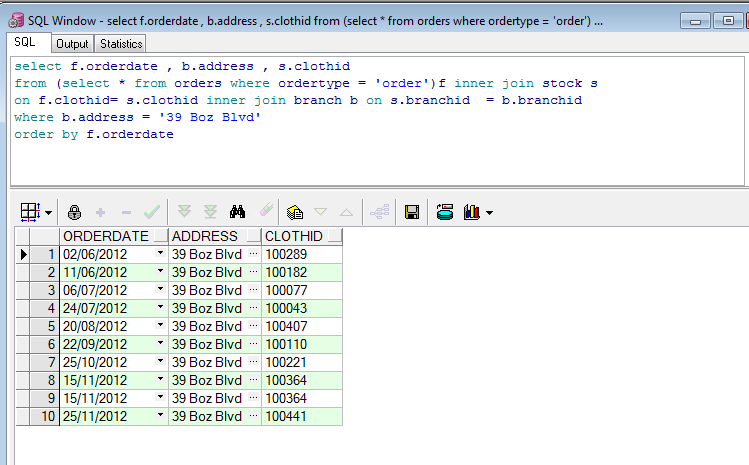 SQL Window - select f.orderdate , b.address , s.clothid from (select * from orders where ordertype = 'order') ...
SQL Output Statistics
select f.orderdate , b.address , s.clothid
from (select * from orders where ordertype = 'order')f inner join stock s
on f.clothid= s.clothid inner join branch b on s.branchid  = b.branchid
where b.address = '39 Boz Blvd'
order by f.orderdate
ORDERDATE ADDRESS CLOTHID
1 02/06/2012 39 Boz Blvd ... 100289
2 11/06/2012 39 Boz Blvd ... 100182
3 06/07/2012 39 Boz Blvd ... 100077
4 24/07/2012 39 Boz Blvd ... 100043
5 20/08/2012 39 Boz Blvd ... 100407
6 22/09/2012 39 Boz Blvd ... 100110
7 25/10/2012 39 Boz Blvd ... 100221
8 15/11/2012 39 Boz Blvd ... 100364
9 15/11/2012 39 Boz Blvd ... 100364
10 25/11/2012 39 Boz Blvd ... 100441